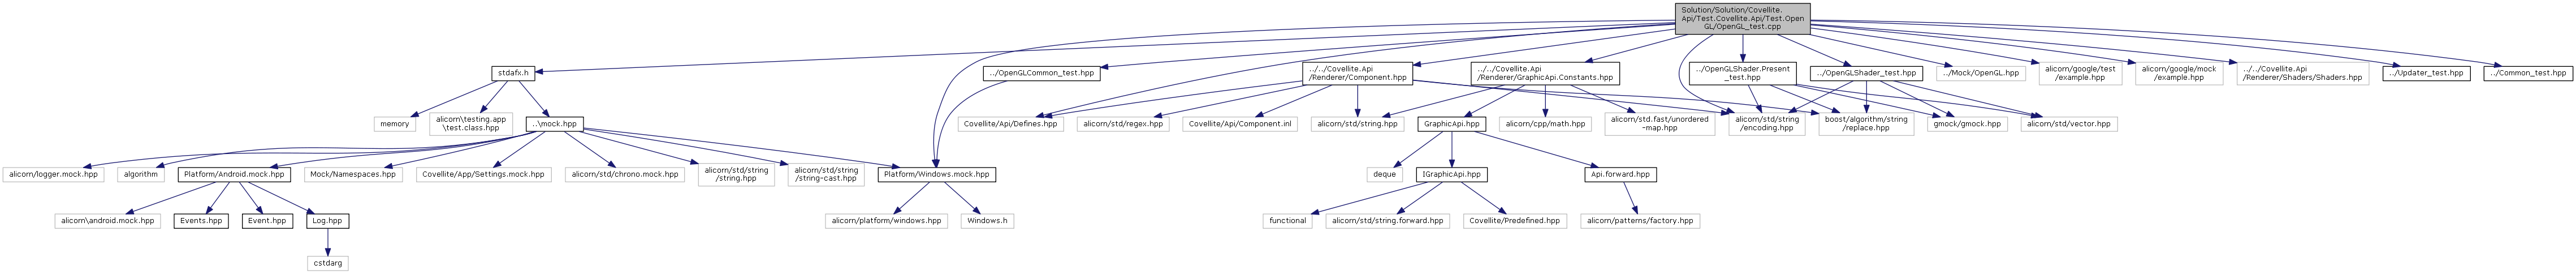 Solution/Solution/Covellite.
Api/Test.Covellite.Api/Test.Open
GL/OpenGL_test.cpp
stdafx.h
../OpenGLCommon_test.hpp
../../Covellite.Api
/Renderer/Component.hpp
../../Covellite.Api
/Renderer/GraphicApi.Constants.hpp
../OpenGLShader.Present
_test.hpp
../OpenGLShader_test.hpp
../Mock/OpenGL.hpp
alicorn/google/test
/example.hpp
alicorn/google/mock
/example.hpp
../../Covellite.Api
/Renderer/Shaders/Shaders.hpp
../Updater_test.hpp
../Common_test.hpp
memory
alicorn\testing.app
\test.class.hpp
..\mock.hpp
Covellite/Api/Defines.hpp
alicorn/std/regex.hpp
Covellite/Api/Component.inl
alicorn/std/string.hpp
GraphicApi.hpp
alicorn/cpp/math.hpp
alicorn/std.fast/unordered
-map.hpp
alicorn/std/string
/encoding.hpp
boost/algorithm/string
/replace.hpp
gmock/gmock.hpp
alicorn/std/vector.hpp
alicorn/logger.mock.hpp
algorithm
Platform/Android.mock.hpp
Mock/Namespaces.hpp
Covellite/App/Settings.mock.hpp
alicorn/std/chrono.mock.hpp
alicorn/std/string
/string.hpp
alicorn/std/string
/string-cast.hpp
Platform/Windows.mock.hpp
deque
IGraphicApi.hpp
Api.forward.hpp
alicorn\android.mock.hpp
Events.hpp
Event.hpp
Log.hpp
alicorn/platform/windows.hpp
Windows.h
functional
alicorn/std/string.forward.hpp
Covellite/Predefined.hpp
alicorn/patterns/factory.hpp
cstdarg